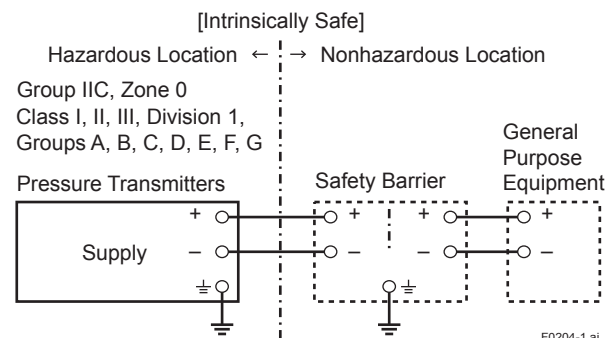 [Intrinsically Safe]
Hazardous Location ← → Nonhazardous Location
Group IIC, Zone 0
Class I, II, III, Division 1,
Groups A, B, C, D, E, F, G
General
Purpose
Equipment
Pressure Transmitters
Safety Barrier
Supply
+
–
+
–
+
–
+
–
F0204-1.ai